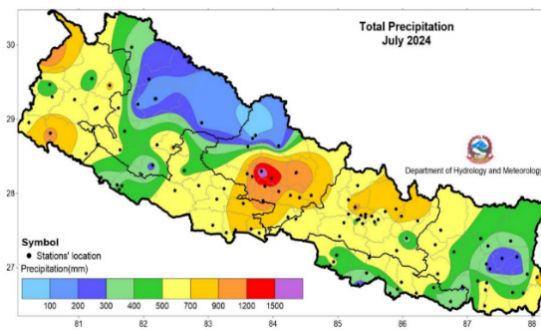 Total Precipitation
July 2024
30
29
28
27
Department of Hydrology and Meteorology
Symbol
Stations' location
Precipitation(mm)
100 200 300 400 500 700 900 1200 1500
81 82 83 84 85 86 87 88